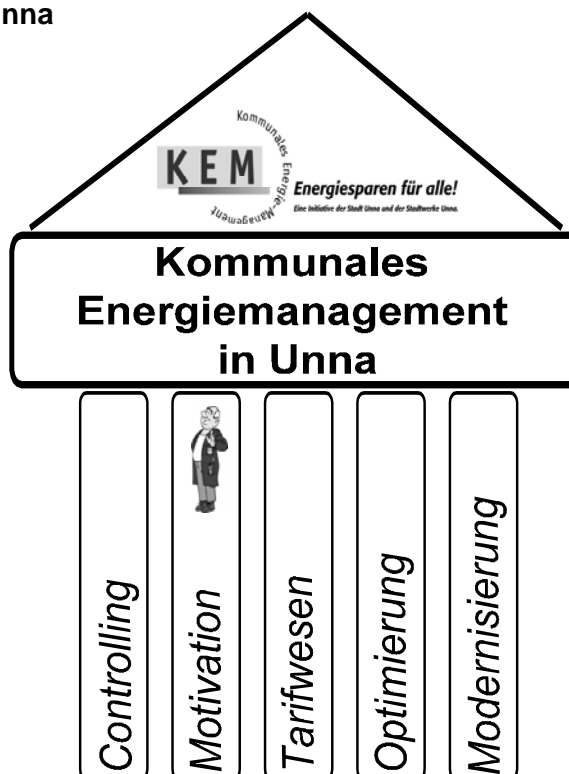 nna
Kommunales Energie-Management
KEM
Energiesparen für alle!
Eine Initiative der Stadt Unna und der Stadtwerke Unna.
Kommunales
Energiemanagement
in Unna
Controlling
Motivation
Tarifwesen
Optimierung
Modernisierung